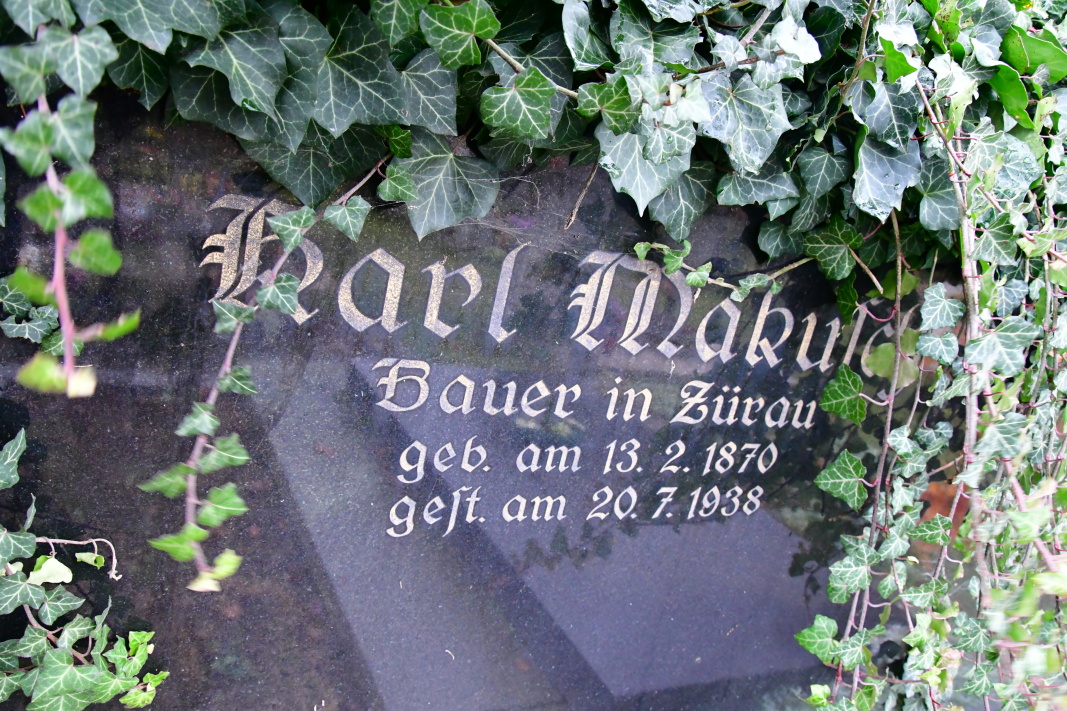 Karl
Bauer in Zürau
geb. am 13. 2. 1870
geſt. am 20. 7. 1938